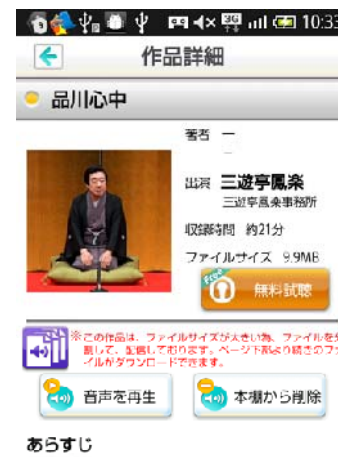 3G 10:33
作品詳細
品川心中
著者 一
出演 三遊亭鳳楽
三遊亭鳳楽事務所
収録時間 約21分
ファイルサイズ 9.9MB
Free
無料試聴
※この作品は、ファイルサイズが大きい為、ファイルを分
割して、配信しております。ページ下部より続きのファ
イルがダウンロードできます。
音声を再生
本棚から削除
あらすじ